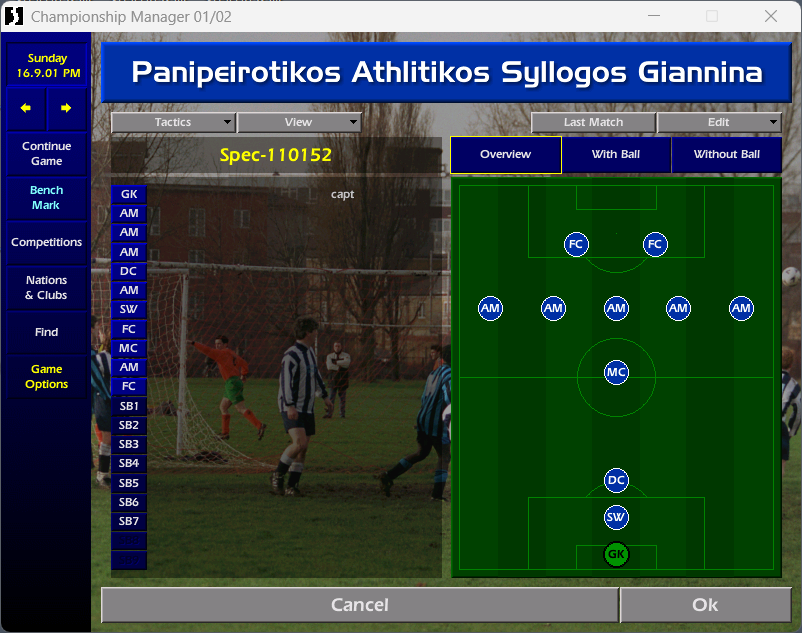 Championship Manager 01/02
Sunday
16.9.01 PM
Continue
Game
Bench
Mark
Competitions
Nations
& Clubs
Find
Game
Options
Panipeirotikos Athlitikos Syllogos Giannina
Tactics
View
Last Match
Edit
Spec-110152
Overview
With Ball
Without Ball
GK capt
AM
AM
AM
DC
AM
SW
FC
MC
AM
FC
SB1
SB2
SB3
SB4
SB5
SB6
SB7
FC FC
AM AM AM AM AM
MC
DC
SW
GK
Cancel
Ok